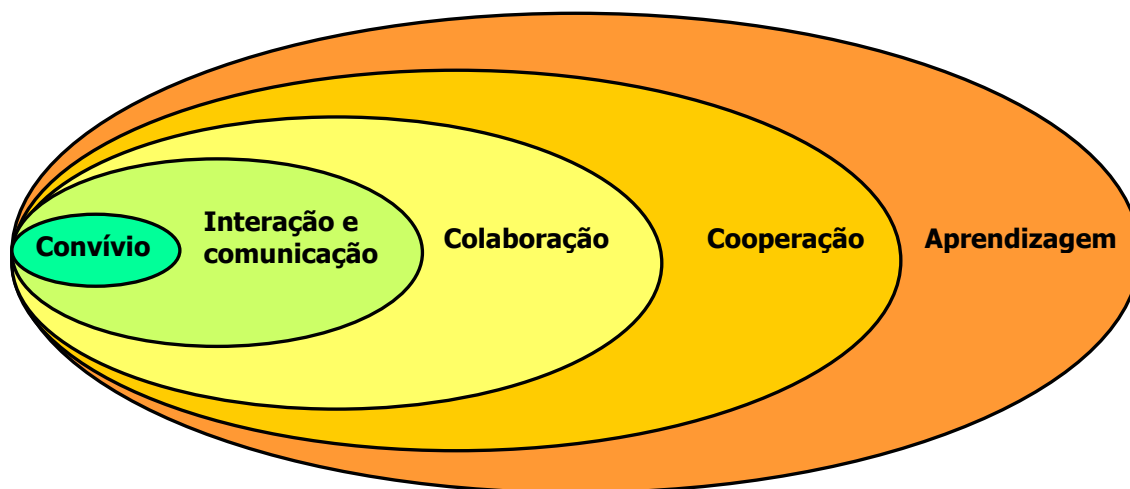 Convívio
Interação e
comunicação
Colaboração
Cooperação
Aprendizagem